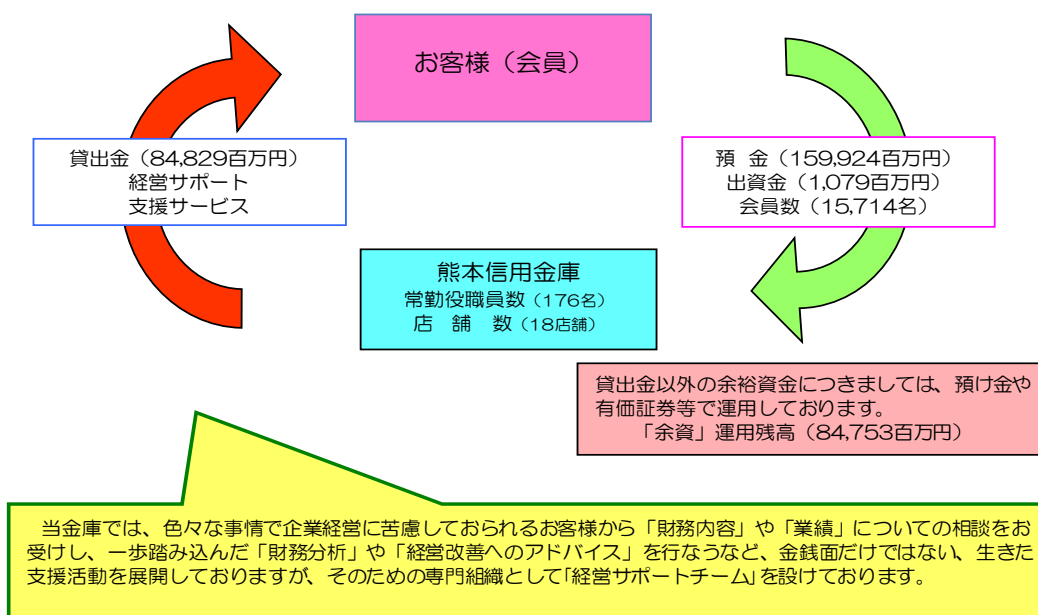 お客様（会員）
貸出金（84,829百万円）
経営サポート
支援サービス
預 金（159,924百万円）
出資金（1,079百万円）
会員数（15,714名）
熊本信用金庫
常勤役職員数（176名）
店 舗 数（18店舗）
貸出金以外の余裕資金につきましては、預け金や
有価証券等で運用しております。
「余資」運用残高（84,753百万円）
当金庫では、色々な事情で企業経営に苦慮しておられるお客様から「財務内容」や「業績」についての相談をお
受けし、一歩踏み込んだ「財務分析」や「経営改善へのアドバイス」を行なうなど、金銭面だけではない、生きた
支援活動を展開しておりますが、そのための専門組織として「経営サポートチーム」を設けております。